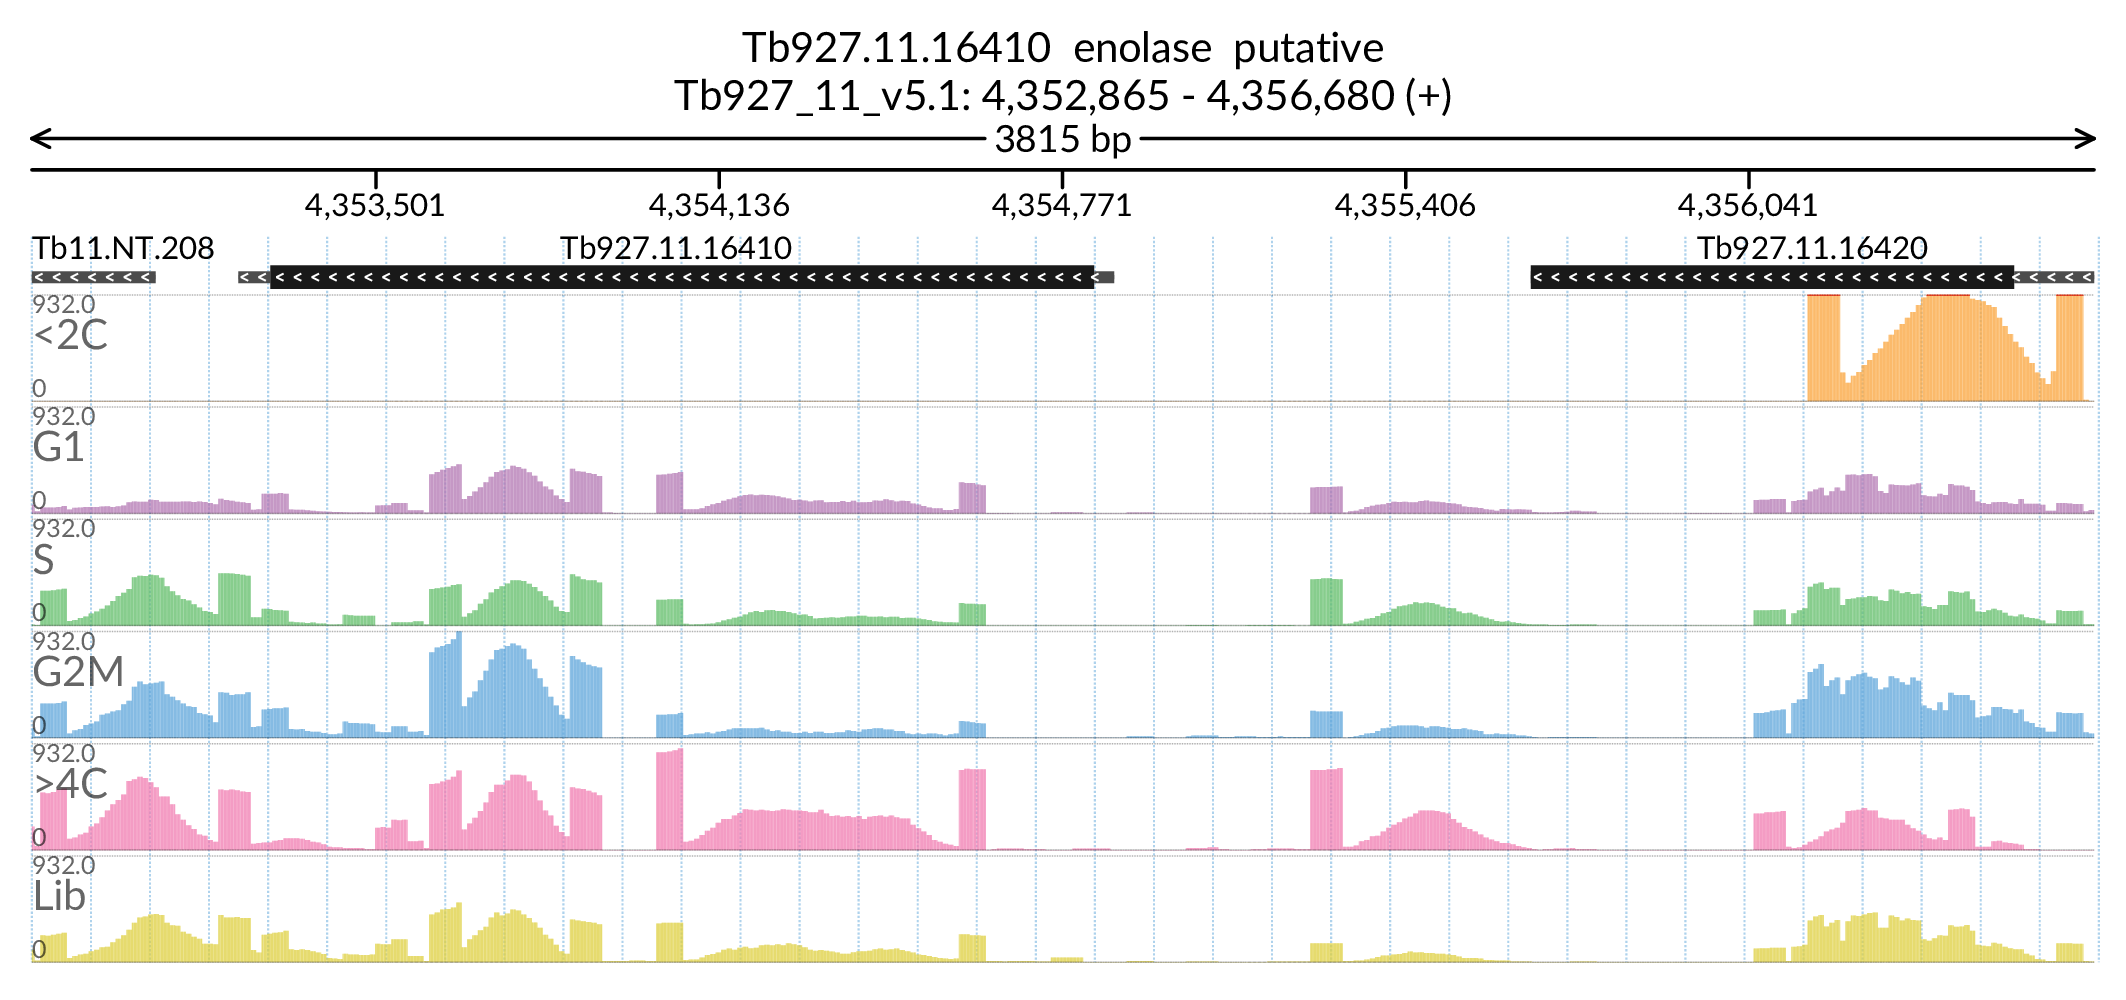 Tb927.11.16410 enolase putative
Tb927_11_v5.1: 4,352,865 - 4,356,680 (+)
3815 bp
4,353,501 4,354,136 4,354,771 4,355,406 4,356,041
Tb11.NT.208 Tb927.11.16410 Tb927.11.16420
932.0
<2C
0
932.0
G1
0
932.0
S
0
932.0
G2M
0
932.0
>4C
0
932.0
Lib
0